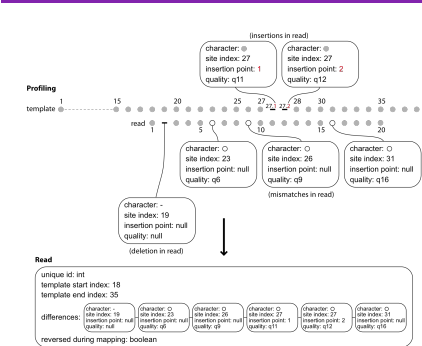 (insertions in read)
character:
site index: 27
insertion point: 1
quality: q11
character:
site index: 27
insertion point: 2
quality: q12
Profiling
1 15 20 25 27 27.1 27.2 28 30 35
template
read
1 5 10 15 20
character: O
site index: 23
insertion point: null
quality: q6
character: O
site index: 26
insertion point: null
quality: q9
character: O
site index: 31
insertion point: null
quality: q16
(mismatches in read)
character: -
site index: 19
insertion point: null
quality: null
(deletion in read)
Read
unique id: int
template start index: 18
template end index: 35
differences:
character: -
site index: 19
insertion point: null
quality: null
character: O
site index: 23
insertion point: null
quality: q6
character: O
site index: 26
insertion point: null
quality: q9
character: O
site index: 27
insertion point: 1
quality: q11
character: O
site index: 27
insertion point: 2
quality: q12
character: O
site index: 31
insertion point: null
quality: q16
reversed during mapping: boolean